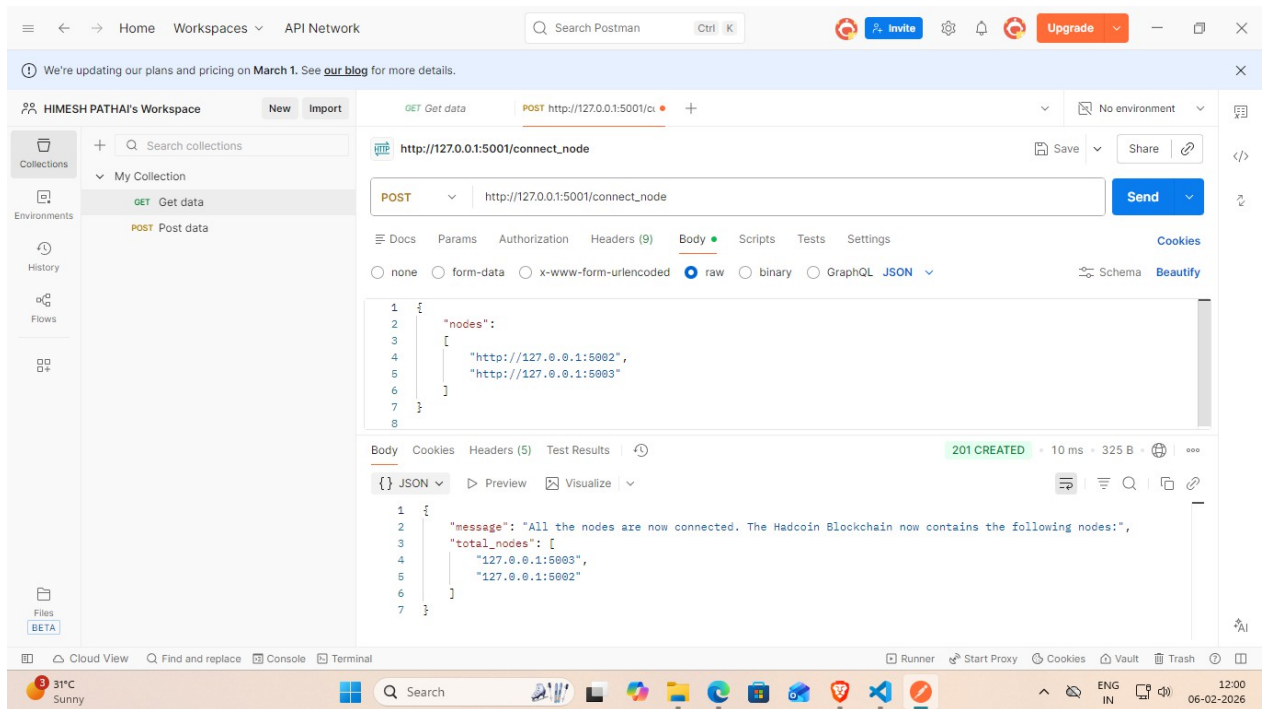 Home Workspaces API Network Search Postman Ctrl K Invite Upgrade
We're updating our plans and pricing on March 1. See our blog for more details.
HIMESH PATHAI's Workspace New Import
GET Get data POST http://127.0.0.1:5001/cc No environment
Collections
Environments
History
Flows
Files
BETA
Search collections
My Collection
GET Get data
POST Post data
HTTP http://127.0.0.1:5001/connect_node Save Share
POST http://127.0.0.1:5001/connect_node Send
Docs Params Authorization Headers (9) Body Scripts Tests Settings Cookies
none form-data x-www-form-urlencoded raw binary GraphQL JSON Schema Beautify
1 {
2 "nodes":
3 [
4 "http://127.0.0.1:5002",
5 "http://127.0.0.1:5003"
6 ]
7 }
8
Body Cookies Headers (5) Test Results 201 CREATED 10 ms 325 B
{} JSON Preview Visualize
1 {
2 "message": "All the nodes are now connected. The Hadcoin Blockchain now contains the following nodes:",
3 "total_nodes": [
4 "127.0.0.1:5003",
5 "127.0.0.1:5002"
6 ]
7 }
AI
Cloud View Find and replace Console Terminal Runner Start Proxy Cookies Vault Trash
3 31°C
Sunny
Search
ENG
IN
12:00
06-02-2026